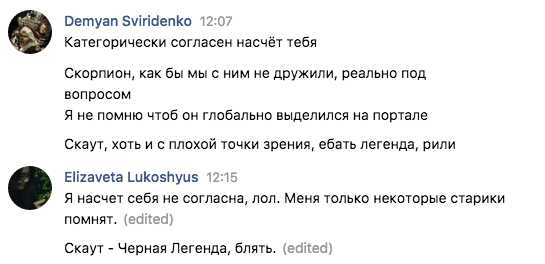 Demyan Sviridenko 12:07
Категорически согласен насчёт тебя
Скорпион, как бы мы с ним не дружили, реально под
вопросом
Я не помню чтоб он глобально выделился на портале
Скаут, хоть и с плохой точки зрения, ебать легенда, рили
Elizaveta Lukoshyus 12:15
Я насчет себя не согласна, лол. Меня только некоторые старики
помнят. (edited)
Скаут - Черная Легенда, блять. (edited)